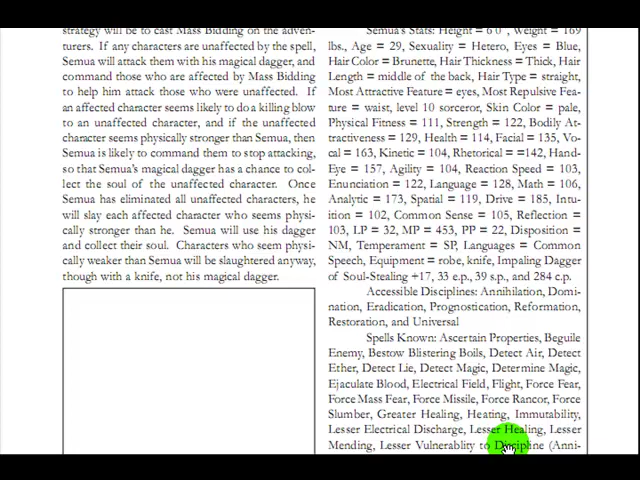 strategy will be to cast Mass Bidding on the adven-
turers. If any characters are unaffected by the spell,
Semua will attack them with his magical dagger, and
command those who are affected by Mass Bidding
to help him attack those who were unaffected. If
an affected character seems likely to do a killing blow
to an unaffected character, and if the unaffected
character seems physically stronger than Semua, then
Semua is likely to command them to stop attacking,
so that Semua's magical dagger has a chance to col-
lect the soul of the unaffected character. Once
Semua has eliminated all unaffected characters, he
will slay each affected character who seems physi-
cally stronger than he. Semua will use his dagger
and collect their soul. Characters who seem physi-
cally weaker than Semua will be slaughtered anyway,
though with a knife, not his magical dagger.
Semua's Stats: Height = 6'0", Weight = 169
lbs., Age = 29, Sexuality = Hetero, Eyes = Blue,
Hair Color = Brunette, Hair Thickness = Thick, Hair
Length = middle of the back, Hair Type = straight,
Most Attractive Feature = eyes, Most Repulsive Fea-
ture = waist, level 10 sorceror, Skin Color = pale,
Physical Fitness = 111, Strength = 122, Bodily At-
tractiveness = 129, Health = 114, Facial = 135, Vo-
cal = 163, Kinetic = 104, Rhetorical ==142, Hand-
Eye = 157, Agility = 104, Reaction Speed = 103,
Enunciation = 122, Language = 128, Math = 106,
Analytic = 173, Spatial = 119, Drive = 185, Intu-
ition = 102, Common Sense = 105, Reflection =
103, LP = 32, MP = 453, PP = 22, Disposition =
NM, Temperament = SP, Languages = Common
Speech, Equipment = robe, knife, Impaling Dagger
of Soul-Stealing +17, 33 e.p., 39 s.p., and 284 c.p.
Accessible Disciplines: Annihilation, Domi-
nation, Eradication, Prognostication, Reformation,
Restoration, and Universal
Spells Known: Ascertain Properties, Beguile
Enemy, Bestow Blistering Boils, Detect Air, Detect
Ether, Detect Lie, Detect Magic, Determine Magic,
Ejaculate Blood, Electrical Field, Flight, Force Fear,
Force Mass Fear, Force Missile, Force Rancor, Force
Slumber, Greater Healing, Heating, Immutability,
Lesser Electrical Discharge, Lesser Healing, Lesser
Mending, Lesser Vulnerablity to Discipline (Anni-